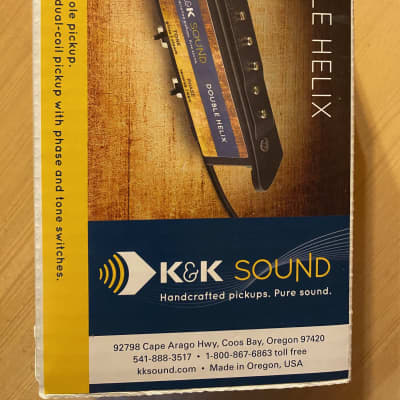 ole pickup.
dual-coil pickup with phase and tone switches.
TONE
PHASE
K&K
SOUND
DOUBLE HELIX
LE HELIX
K&K SOUND
Handcrafted pickups. Pure sound.
92798 Cape Arago Hwy, Coos Bay, Oregon 97420
541-888-3517 • 1-800-867-6863 toll free
kksound.com • Made in Oregon, USA